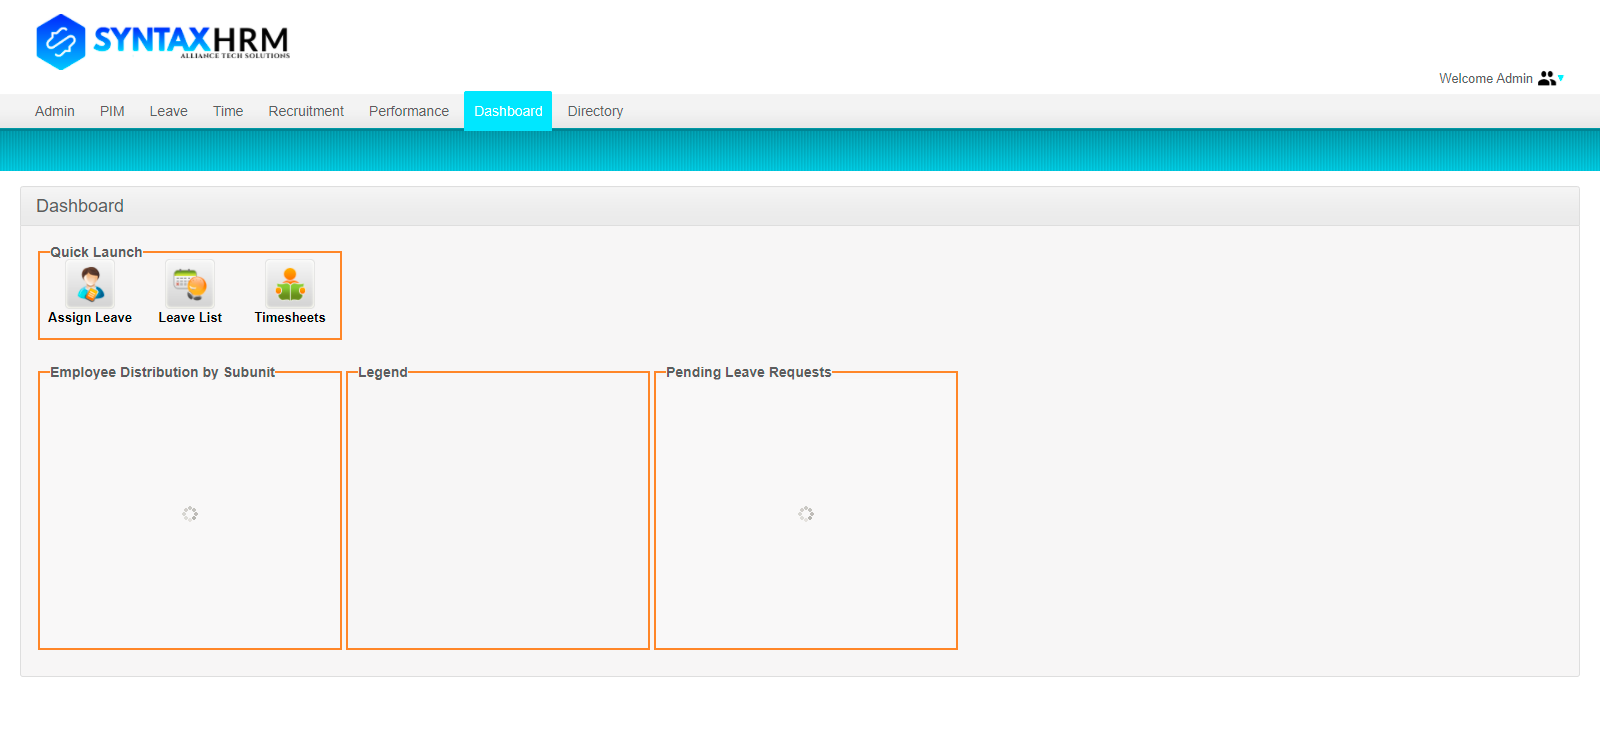 SYNTAXHRM
ALLIANCE TECH SOLUTIONS
Welcome Admin
Admin PIM Leave Time Recruitment Performance Dashboard Directory
Dashboard
Quick Launch
Assign Leave Leave List Timesheets
Employee Distribution by Subunit Legend Pending Leave Requests